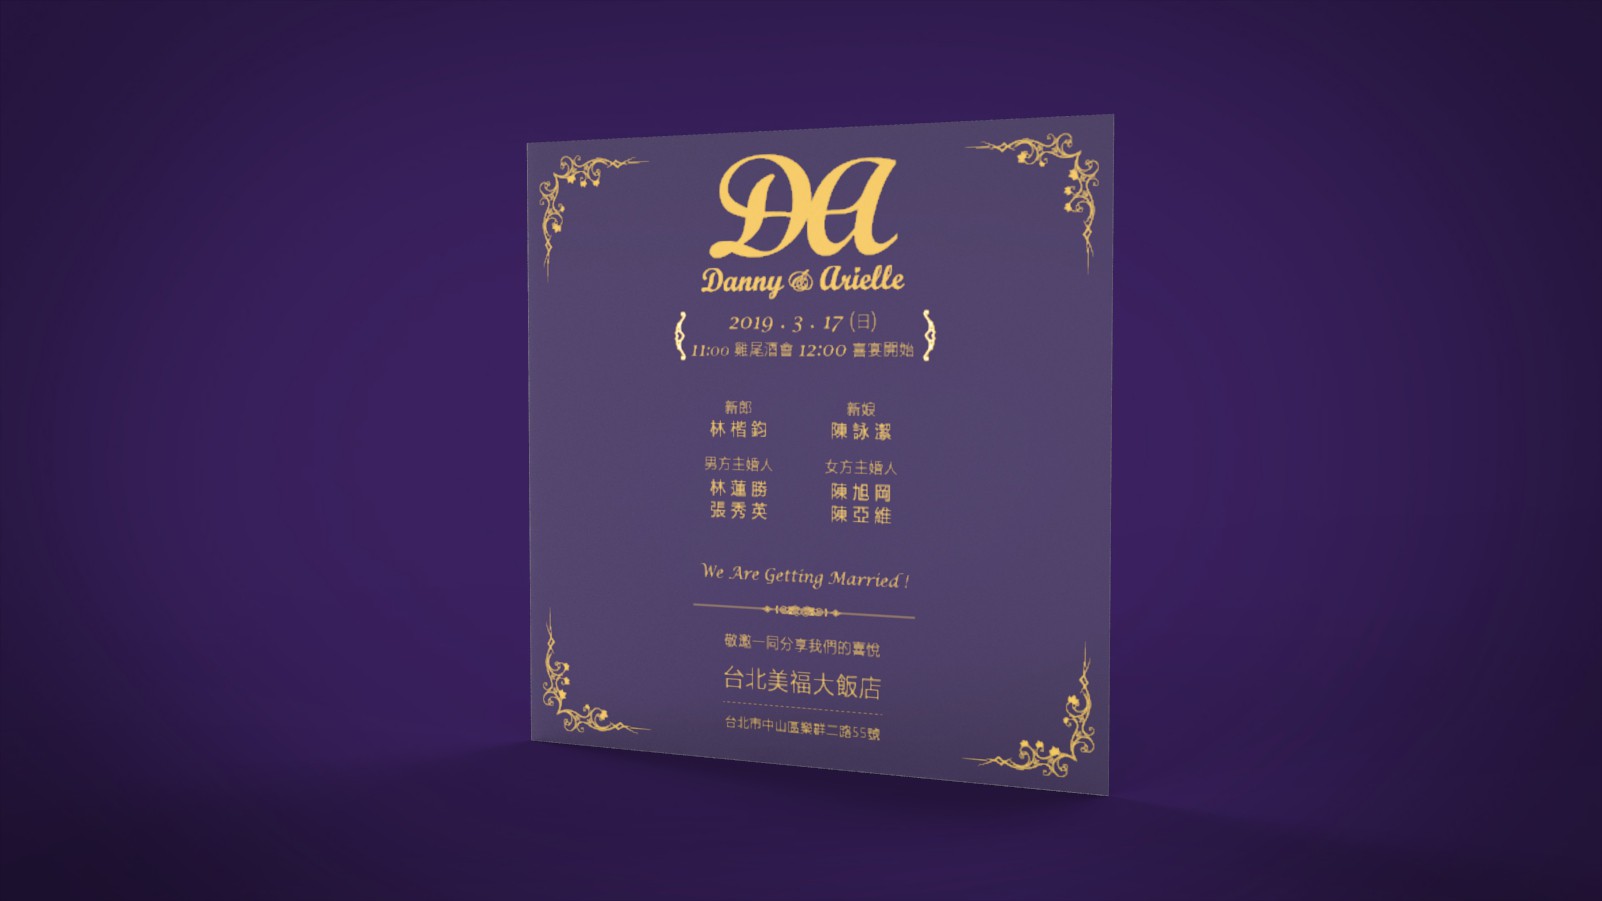 DA
Danny & Arielle
2019 . 3 . 17 (日)
11:00 雞尾酒會 12:00 喜宴開始
新郎 新娘
林楷鈞 陳詠潔
男方主婚人 女方主婚人
林蓮勝 陳旭岡
張秀英 陳亞維
We Are Getting Married !
敬邀一同分享我們的喜悅
台北美福大飯店
台北市中山區樂群二路55號